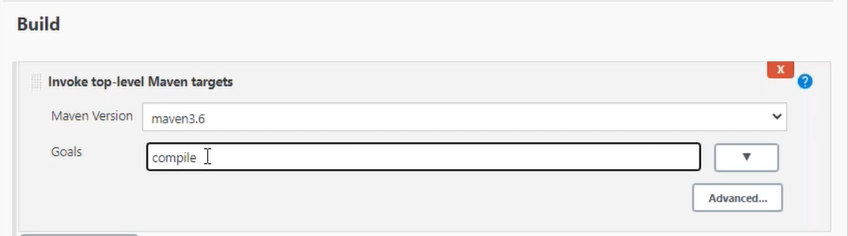 Build
X
Invoke top-level Maven targets
?
Maven Version maven3.6
Goals compile
Advanced...